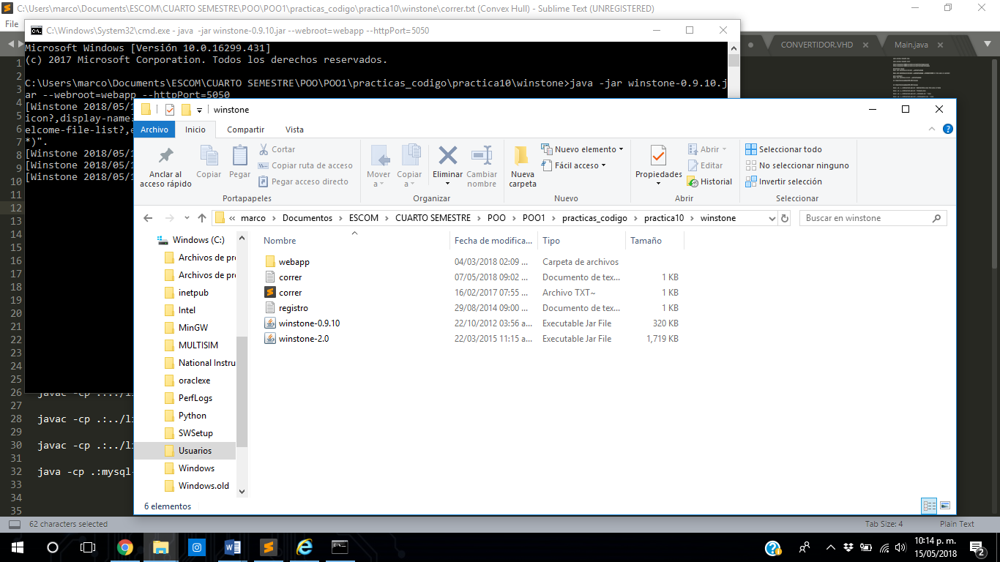 C:\Users\marco\Documents\ESCOM\CUARTO SEMESTRE\POO\POO1\practicas_codigo\practica10\winstone\correr.txt (Convex Hull) - Sublime Text (UNREGISTERED)
File
C:\Windows\System32\cmd.exe - java -jar winstone-0.9.10.jar --webroot=webapp --httpPort=5050
CONVERTIDOR.VHD
Main.java
Microsoft Windows [Versión 10.0.16299.431]
(c) 2017 Microsoft Corporation. Todos los derechos reservados.
C:\Users\marco\Documents\ESCOM\CUARTO SEMESTRE\POO\POO1\practicas_codigo\practica10\winstone>java -jar winstone-0.9.10.j
ar --webroot=webapp --httpPort=5050
[Winstone 2018/05/1
icon?,display-name
elcome-file-list?,e
*)".
[Winstone 2018/05/1
[Winstone 2018/05/1
[Winstone 2018/05/1
winstone
Archivo Inicio Compartir Vista
Anclar al acceso rápido
Copiar
Pegar
Cortar
Copiar ruta de acceso
Pegar acceso directo
Portapapeles
Mover a
Copiar a
Eliminar
Cambiar nombre
Organizar
Nueva carpeta
Nuevo elemento
Fácil acceso
Nuevo
Propiedades
Abrir
Editar
Historial
Abrir
Seleccionar todo
No seleccionar ninguno
Invertir selección
Seleccionar
« marco > Documentos > ESCOM > CUARTO SEMESTRE > POO > POO1 > practicas_codigo > practica10 > winstone
Buscar en winstone
Windows (C:)
Archivos de pr
Archivos de pr
inetpub
Intel
MinGW
MULTISIM
National Instru
oraclexe
PerfLogs
Python
SWSetup
Usuarios
Windows
Windows.old
Nombre Fecha de modifica... Tipo Tamaño
webapp 04/03/2018 02:09 ... Carpeta de archivos
correr 07/05/2018 09:02 ... Documento de tex... 1 KB
correr 16/02/2017 07:55 ... Archivo TXT~ 1 KB
registro 29/08/2014 09:00 ... Documento de tex... 1 KB
winstone-0.9.10 22/10/2012 03:56 a... Executable Jar File 320 KB
winstone-2.0 22/03/2015 11:15 a... Executable Jar File 1,719 KB
6 elementos
1
2
3
4
5
6
7
8
9
10
11
12
13
14
15
16
17
18
19
20
21
22
23
24
25
26 javac -cp .:../li
27
28 javac -cp .:../li
29
30 javac -cp .:../li
31
32 java -cp .:mysql-
33
34
35
62 characters selected
Tab Size: 4
Plain Text
10:14 p. m.
15/05/2018
2